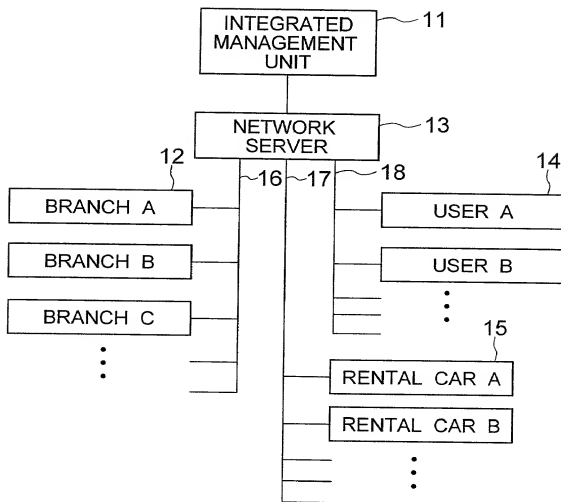 INTEGRATED
MANAGEMENT
UNIT
11
NETWORK
SERVER
13
12
16
17
18
14
BRANCH A
USER A
BRANCH B
USER B
BRANCH C
15
RENTAL CAR A
RENTAL CAR B